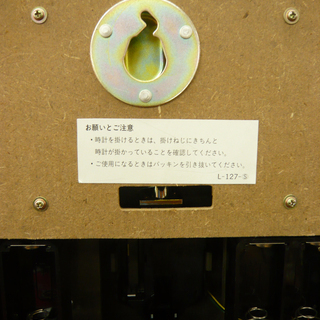 お願いとご注意
・時計を掛けるときは、掛けねじにきちんと
時計が掛かっていることを確認してください。
・ご使用になるときはパッキンを引き抜いてください。
L-127-⑤